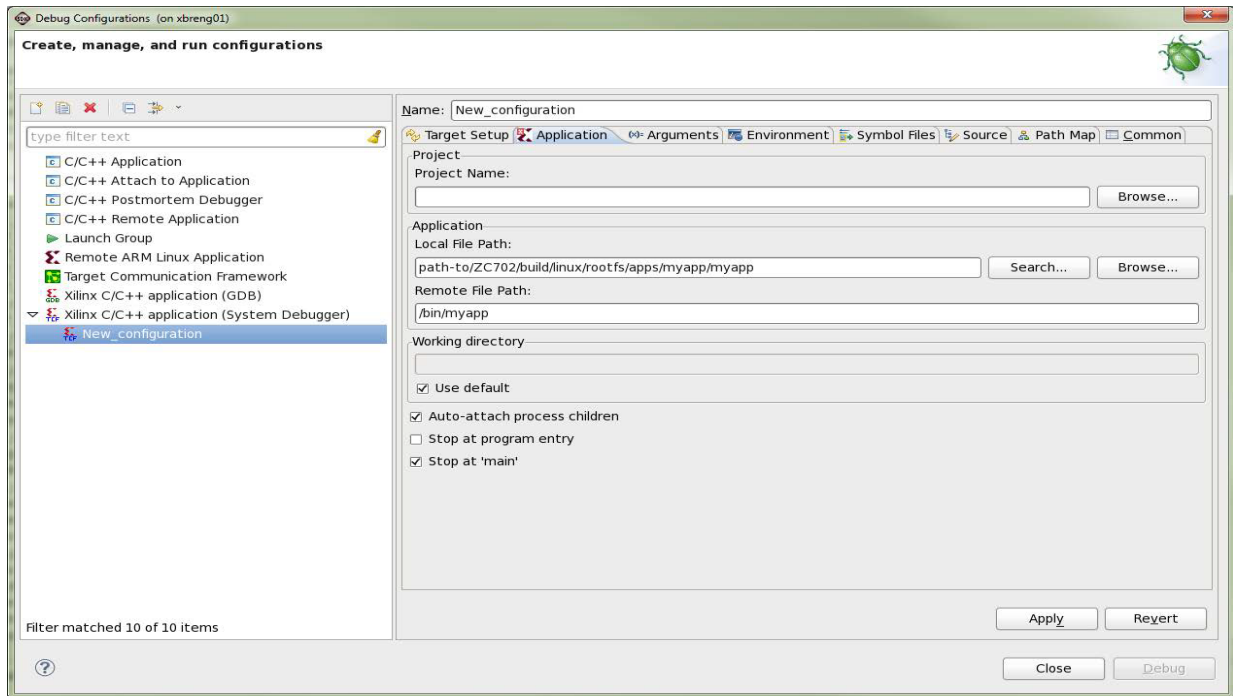 Debug Configurations (on xbreng01)
Create, manage, and run configurations
type filter text
C/C++ Application
C/C++ Attach to Application
C/C++ Postmortem Debugger
C/C++ Remote Application
Launch Group
Remote ARM Linux Application
Target Communication Framework
Xilinx C/C++ application (GDB)
Xilinx C/C++ application (System Debugger)
New_configuration
Filter matched 10 of 10 items
Name: New_configuration
Target Setup Application Arguments Environment Symbol Files Source Path Map Common
Project
Project Name:
Browse...
Application
Local File Path:
path-to/ZC702/build/linux/rootfs/apps/myapp/myapp Search... Browse...
Remote File Path:
/bin/myapp
Working directory
Use default
Auto-attach process children
Stop at program entry
Stop at 'main'
Apply Revert
? Close Debug